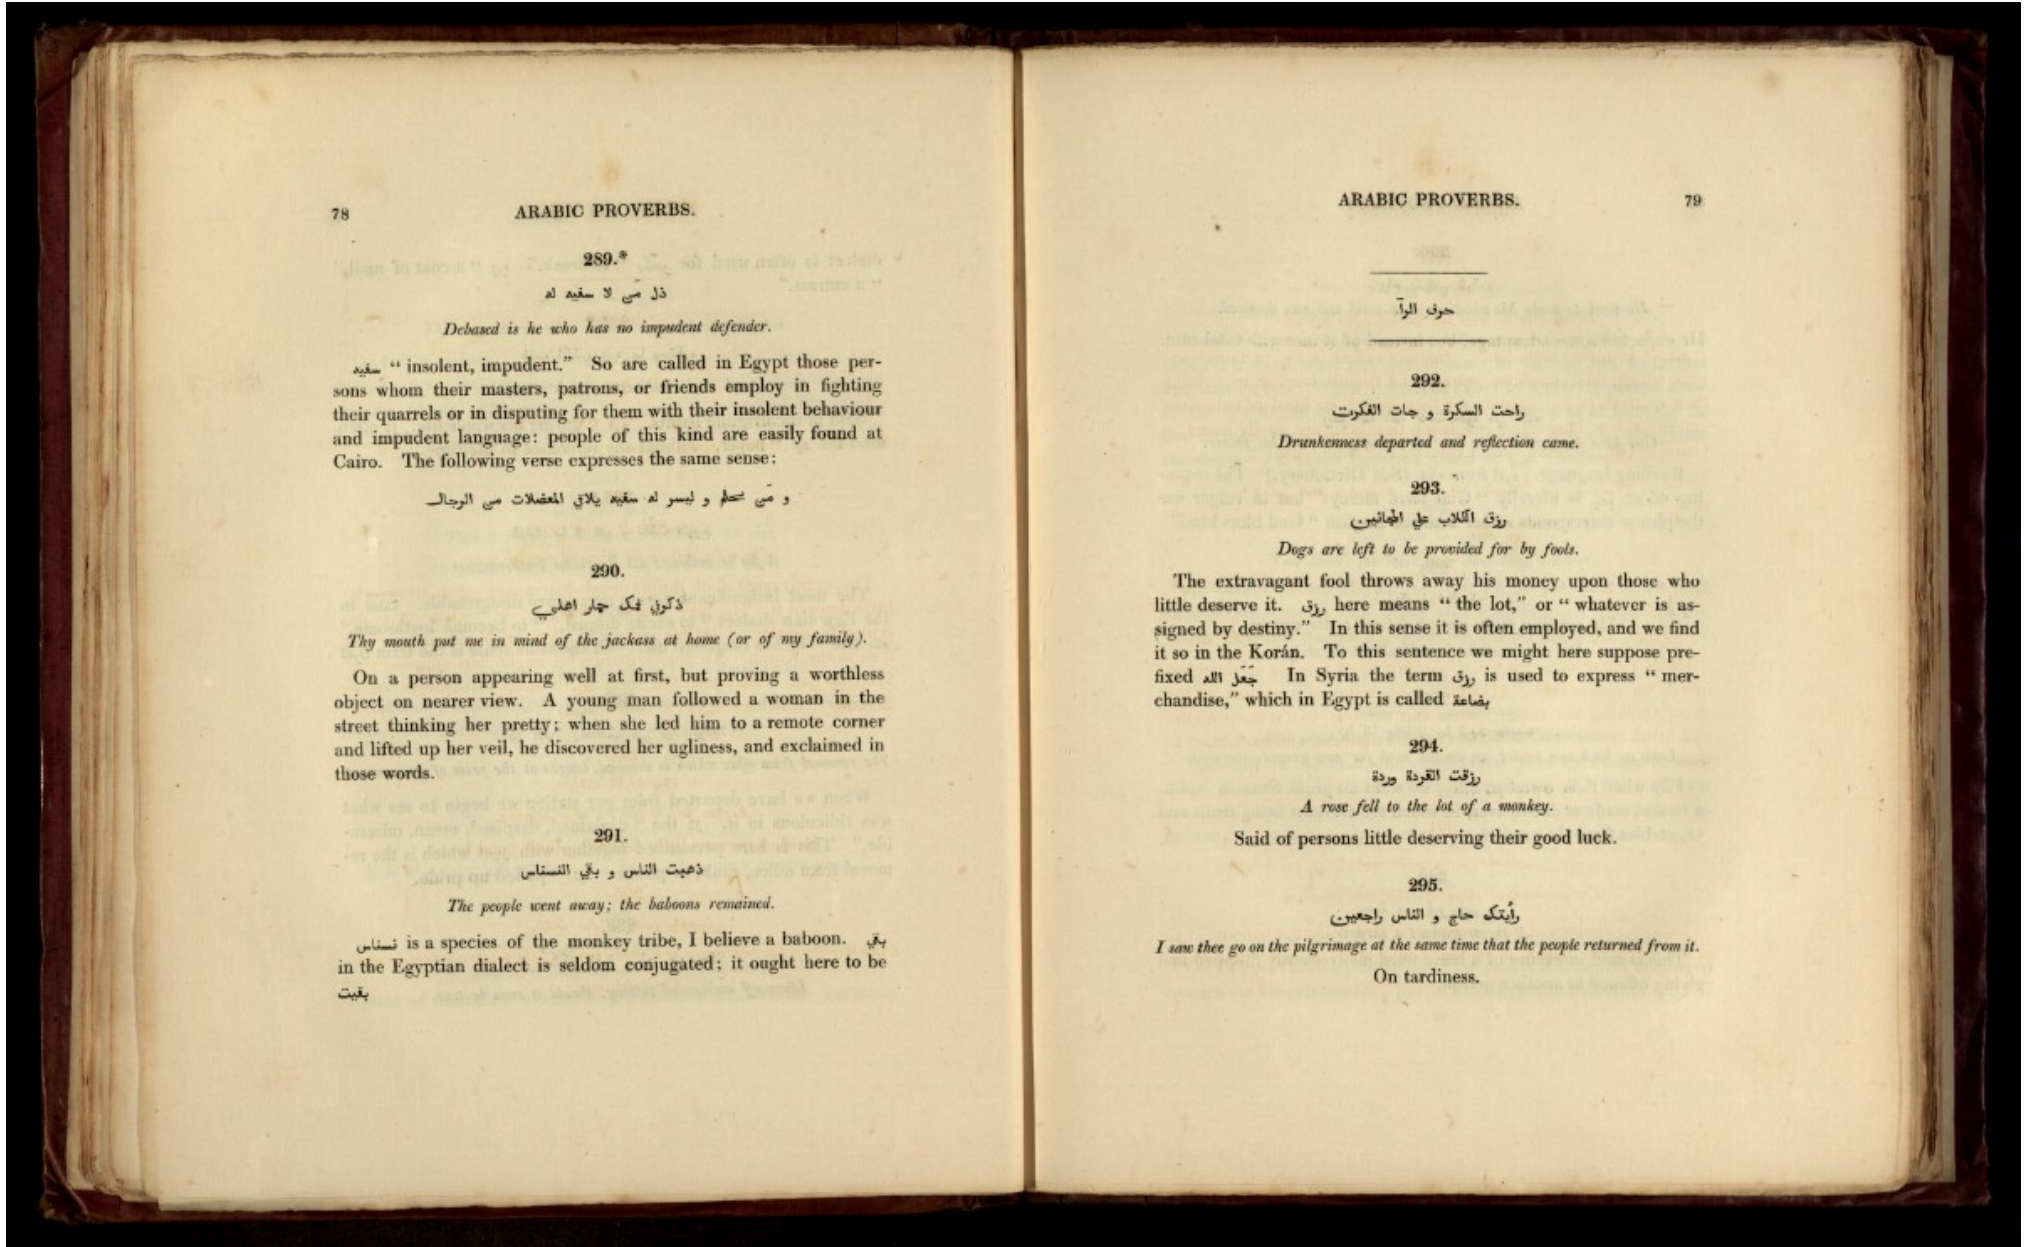 78 ARABIC PROVERBS.
289.*
ذل مَن لا سفيه له
Debased is he who has no impudent defender.
سفيه “ insolent, impudent.” So are called in Egypt those per-
sons whom their masters, patrons, or friends employ in fighting
their quarrels or in disputing for them with their insolent behaviour
and impudent language: people of this kind are easily found at
Cairo. The following verse expresses the same sense:
و مَن يحلم و ليس له سفيه يلاقي المعضلات من الرجال
290.
ذكرني فمك حمار اهلي
Thy mouth put me in mind of the jackass at home (or of my family).
On a person appearing well at first, but proving a worthless
object on nearer view. A young man followed a woman in the
street thinking her pretty; when she led him to a remote corner
and lifted up her veil, he discovered her ugliness, and exclaimed in
those words.
291.
ذهبت الناس و بقي النسناس
The people went away; the baboons remained.
نسناس is a species of the monkey tribe, I believe a baboon. بقي
in the Egyptian dialect is seldom conjugated; it ought here to be
بقيت
ARABIC PROVERBS. 79
حرف الرآ
292.
راحت السكرة و جات الفكرت
Drunkenness departed and reflection came.
293.
رزق الكلاب علي المجانين
Dogs are left to be provided for by fools.
The extravagant fool throws away his money upon those who
little deserve it. رزق here means “ the lot,” or “ whatever is as-
signed by destiny.” In this sense it is often employed, and we find
it so in the Korán. To this sentence we might here suppose pre-
fixed جَعَل الله In Syria the term رزق is used to express “ mer-
chandise,” which in Egypt is called بضاعة
294.
رزقت القردة وردة
A rose fell to the lot of a monkey.
Said of persons little deserving their good luck.
295.
رأيتك حاج و الناس راجعين
I saw thee go on the pilgrimage at the same time that the people returned from it.
On tardiness.